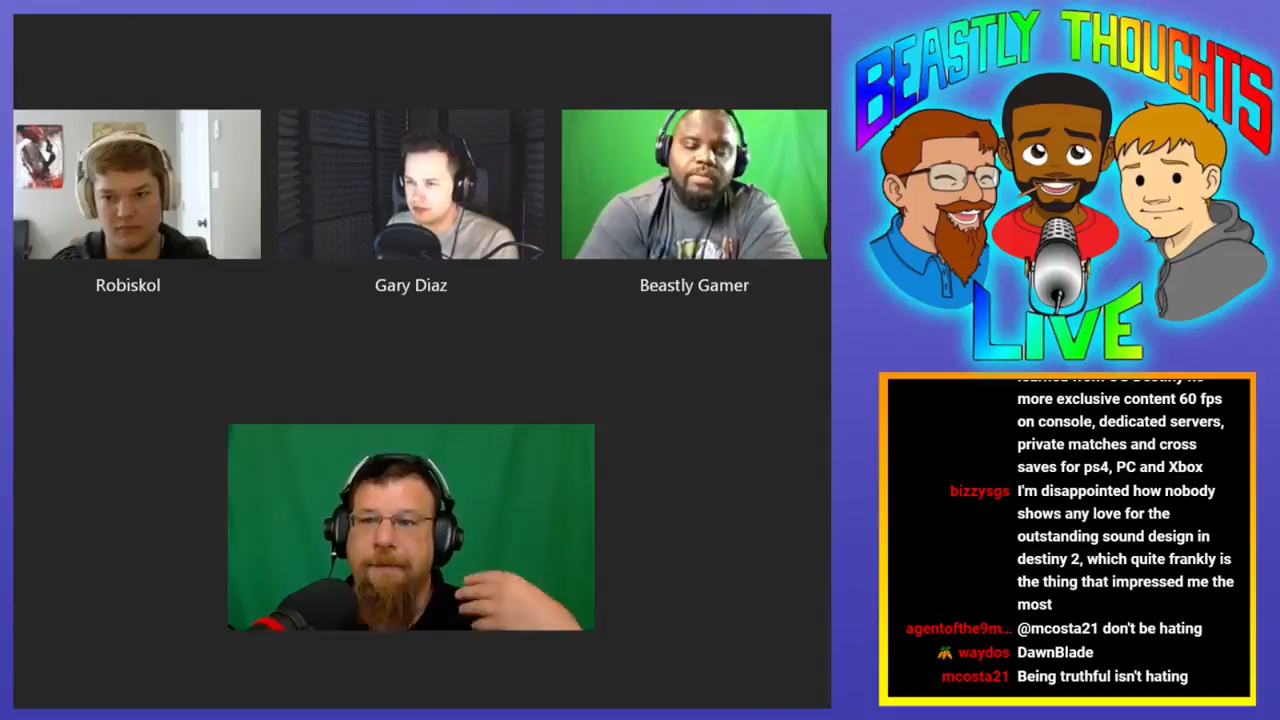 BEASTLY THOUGHTS
LIVE
Robiskol
Gary Diaz
Beastly Gamer
more exclusive content 60 fps
on console, dedicated servers,
private matches and cross
saves for ps4, PC and Xbox
bizzysgs I'm disappointed how nobody
shows any love for the
outstanding sound design in
destiny 2, which quite frankly is
the thing that impressed me the
most
agentofthe9m... @mcosta21 don't be hating
waydos DawnBlade
mcosta21 Being truthful isn't hating